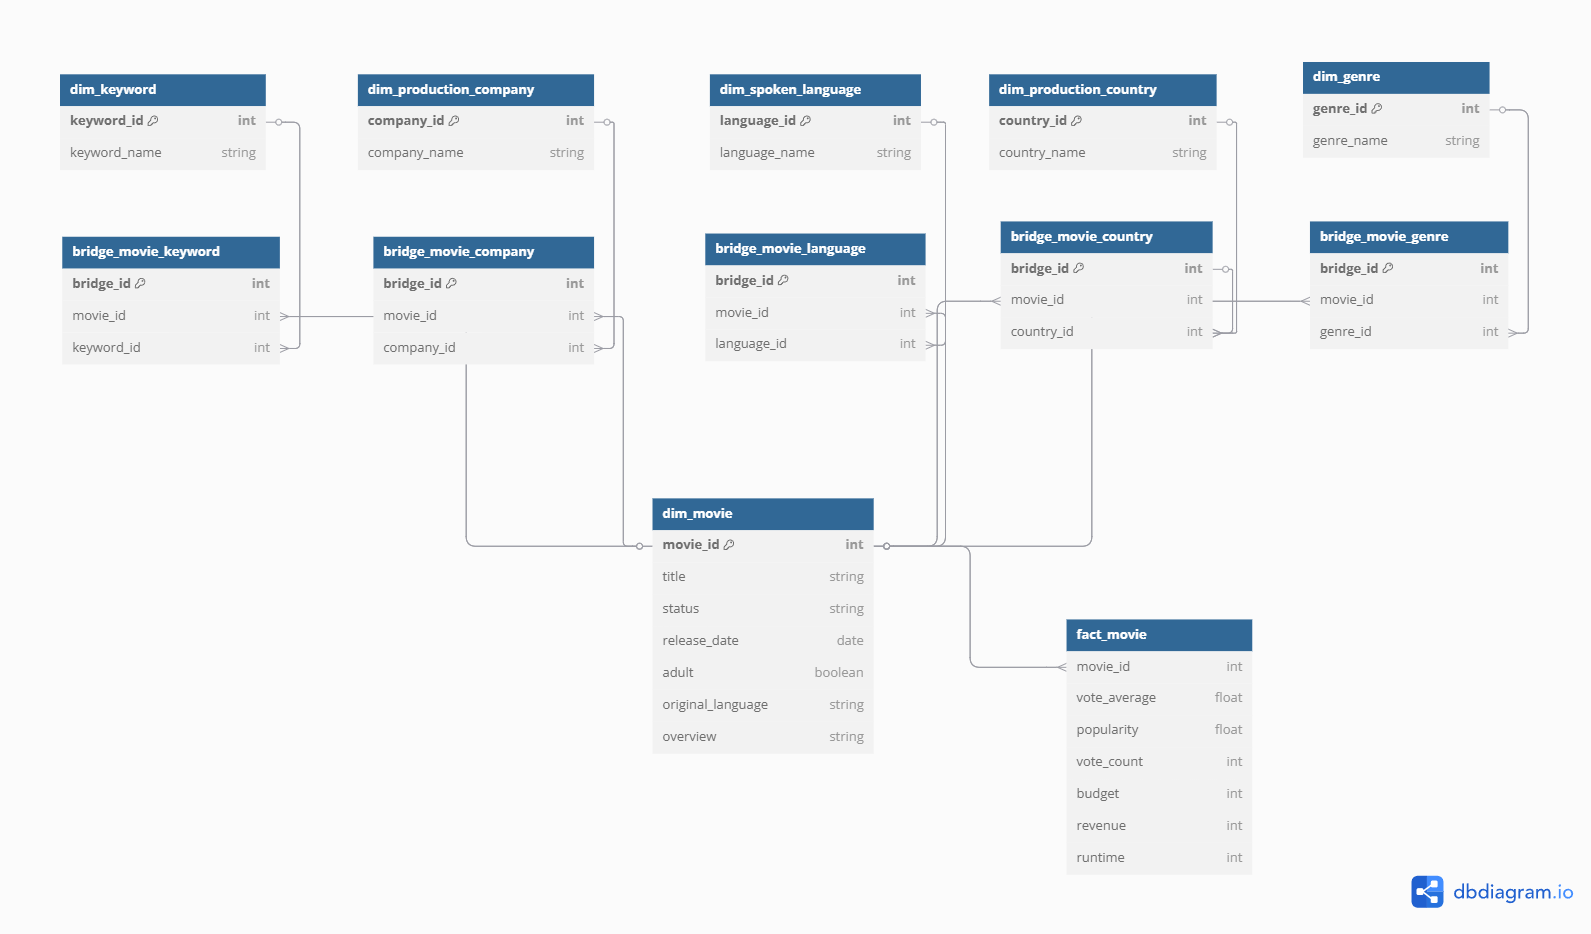 dim_keyword
keyword_id int
keyword_name string
dim_production_company
company_id int
company_name string
dim_spoken_language
language_id int
language_name string
dim_production_country
country_id int
country_name string
dim_genre
genre_id int
genre_name string
bridge_movie_keyword
bridge_id int
movie_id int
keyword_id int
bridge_movie_company
bridge_id int
movie_id int
company_id int
bridge_movie_language
bridge_id int
movie_id int
language_id int
bridge_movie_country
bridge_id int
movie_id int
country_id int
bridge_movie_genre
bridge_id int
movie_id int
genre_id int
dim_movie
movie_id int
title string
status string
release_date date
adult boolean
original_language string
overview string
fact_movie
movie_id int
vote_average float
popularity float
vote_count int
budget int
revenue int
runtime int
dbdiagram.io